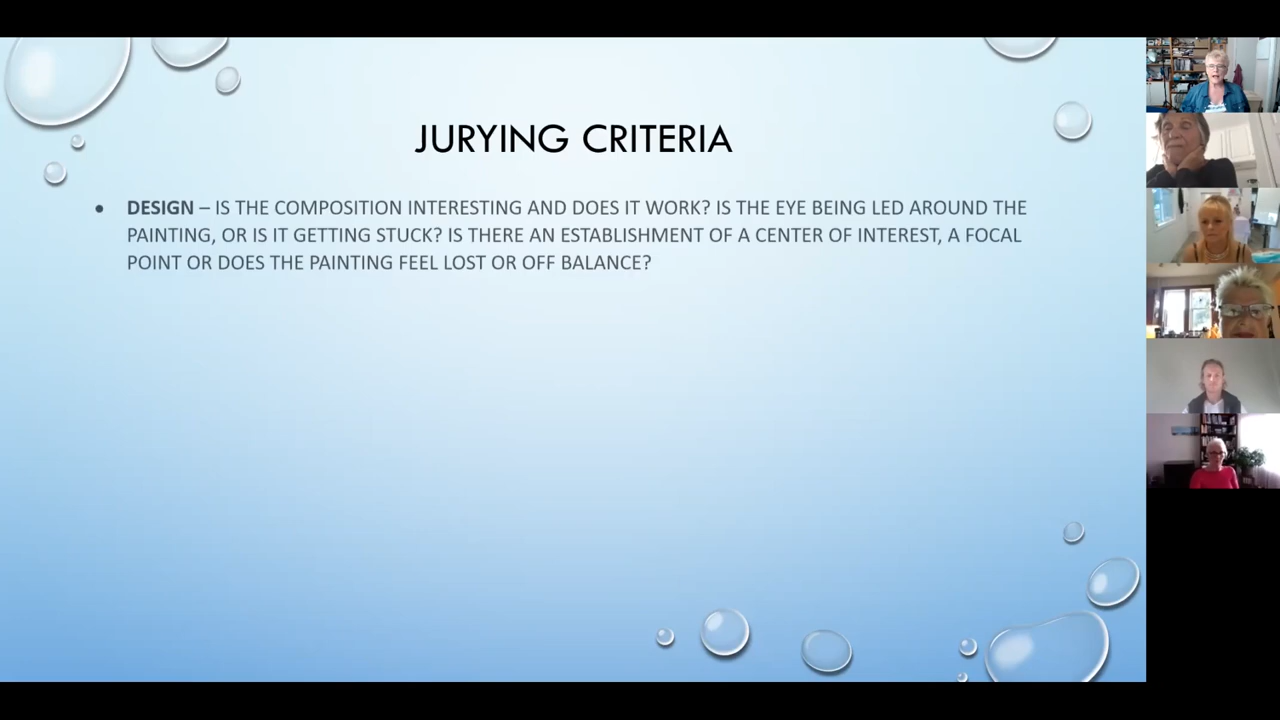 JURYING CRITERIA
• DESIGN – IS THE COMPOSITION INTERESTING AND DOES IT WORK? IS THE EYE BEING LED AROUND THE
PAINTING, OR IS IT GETTING STUCK? IS THERE AN ESTABLISHMENT OF A CENTER OF INTEREST, A FOCAL
POINT OR DOES THE PAINTING FEEL LOST OR OFF BALANCE?